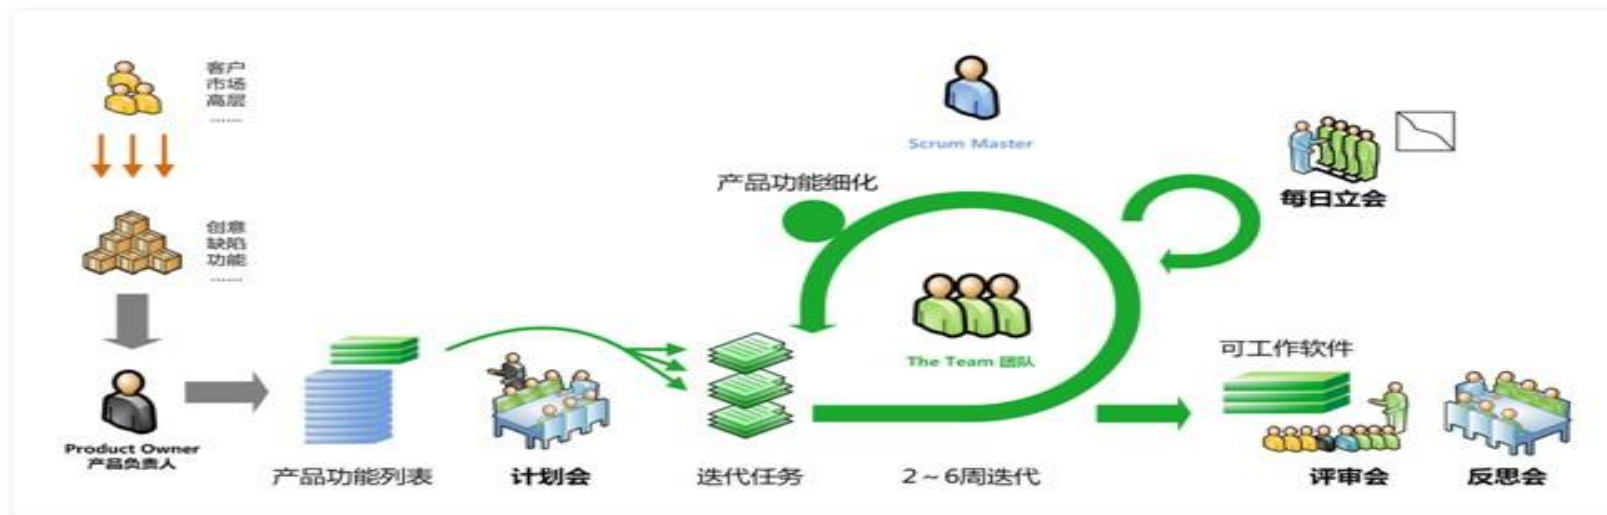 客户
市场
高层
……
创意
缺陷
功能
……
Product Owner
产品负责人
产品功能列表
计划会
迭代任务
产品功能细化
Scrum Master
The Team 团队
2～6周迭代
每日立会
可工作软件
评审会
反思会